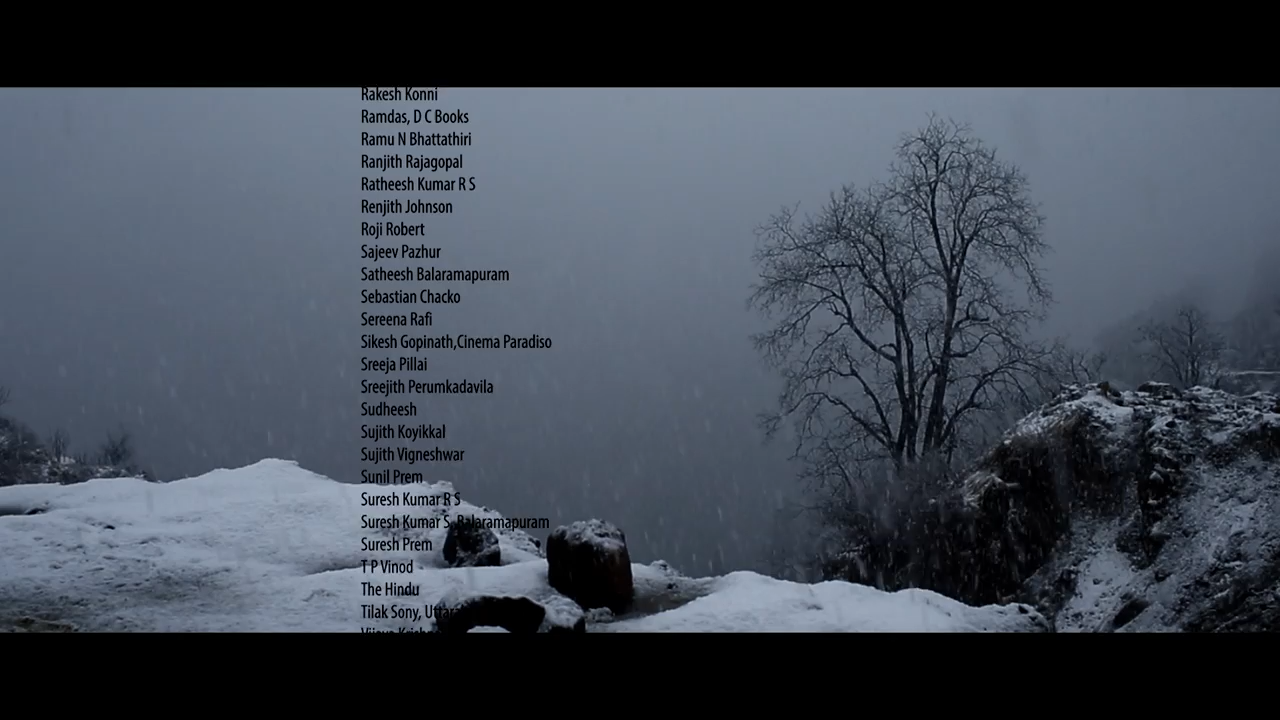 Rakesh Konni
Ramdas, D C Books
Ramu N Bhattathiri
Ranjith Rajagopal
Ratheesh Kumar R S
Renjith Johnson
Roji Robert
Sajeev Pazhur
Satheesh Balaramapuram
Sebastian Chacko
Sereena Rafi
Sikesh Gopinath,Cinema Paradiso
Sreeja Pillai
Sreejith Perumkadavila
Sudheesh
Sujith Koyikkal
Sujith Vigneshwar
Sunil Prem
Suresh Kumar R S
Suresh Kumar S, Balaramapuram
Suresh Prem
T P Vinod
The Hindu
Tilak Sony,